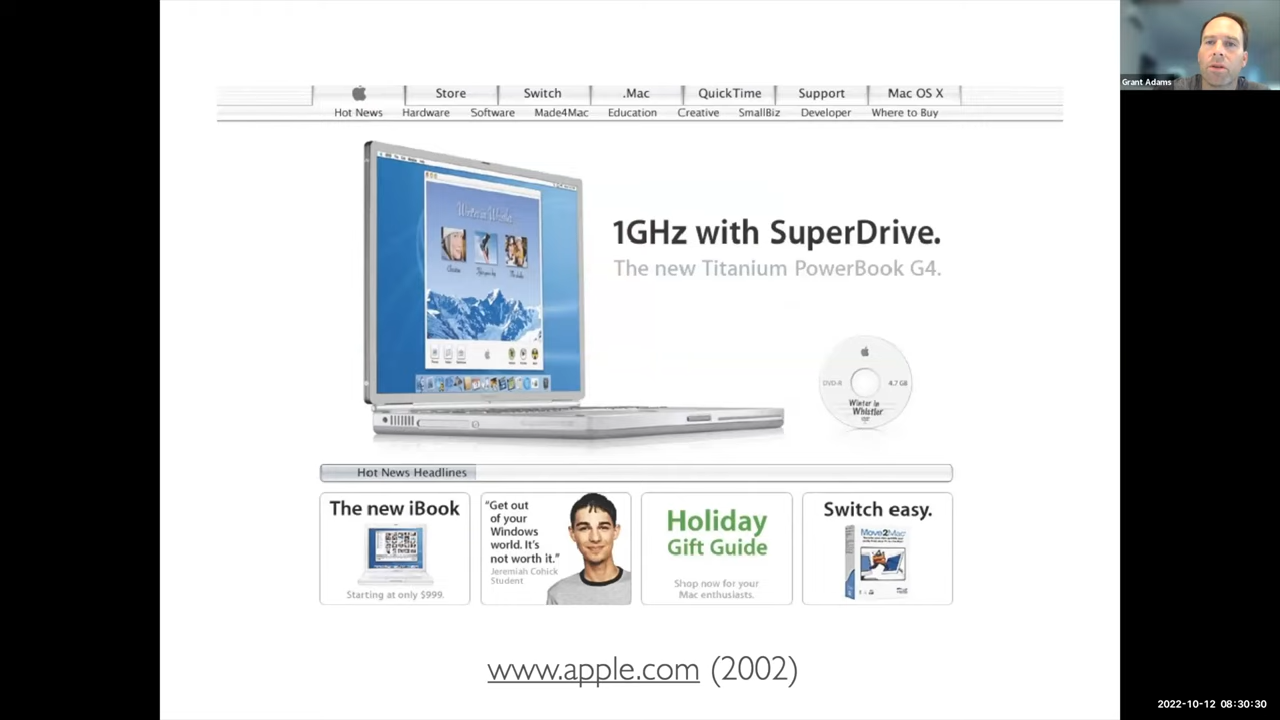 Grant Adams
Store Switch .Mac QuickTime Support Mac OS X
Hot News Hardware Software Made4Mac Education Creative SmallBiz Developer Where to Buy
Winter in Whistler
1GHz with SuperDrive.
The new Titanium PowerBook G4.
DVD-R 4.7 GB
Winter in
Whistler
Hot News Headlines
The new iBook
Starting at only $999.
“Get out
of your
Windows
world. It’s
not worth it.”
Jeremiah Cohick
Student
Holiday
Gift Guide
Shop now for your
Mac enthusiasts.
Switch easy.
Move2Mac
www.apple.com (2002)
2022-10-12 08:30:30